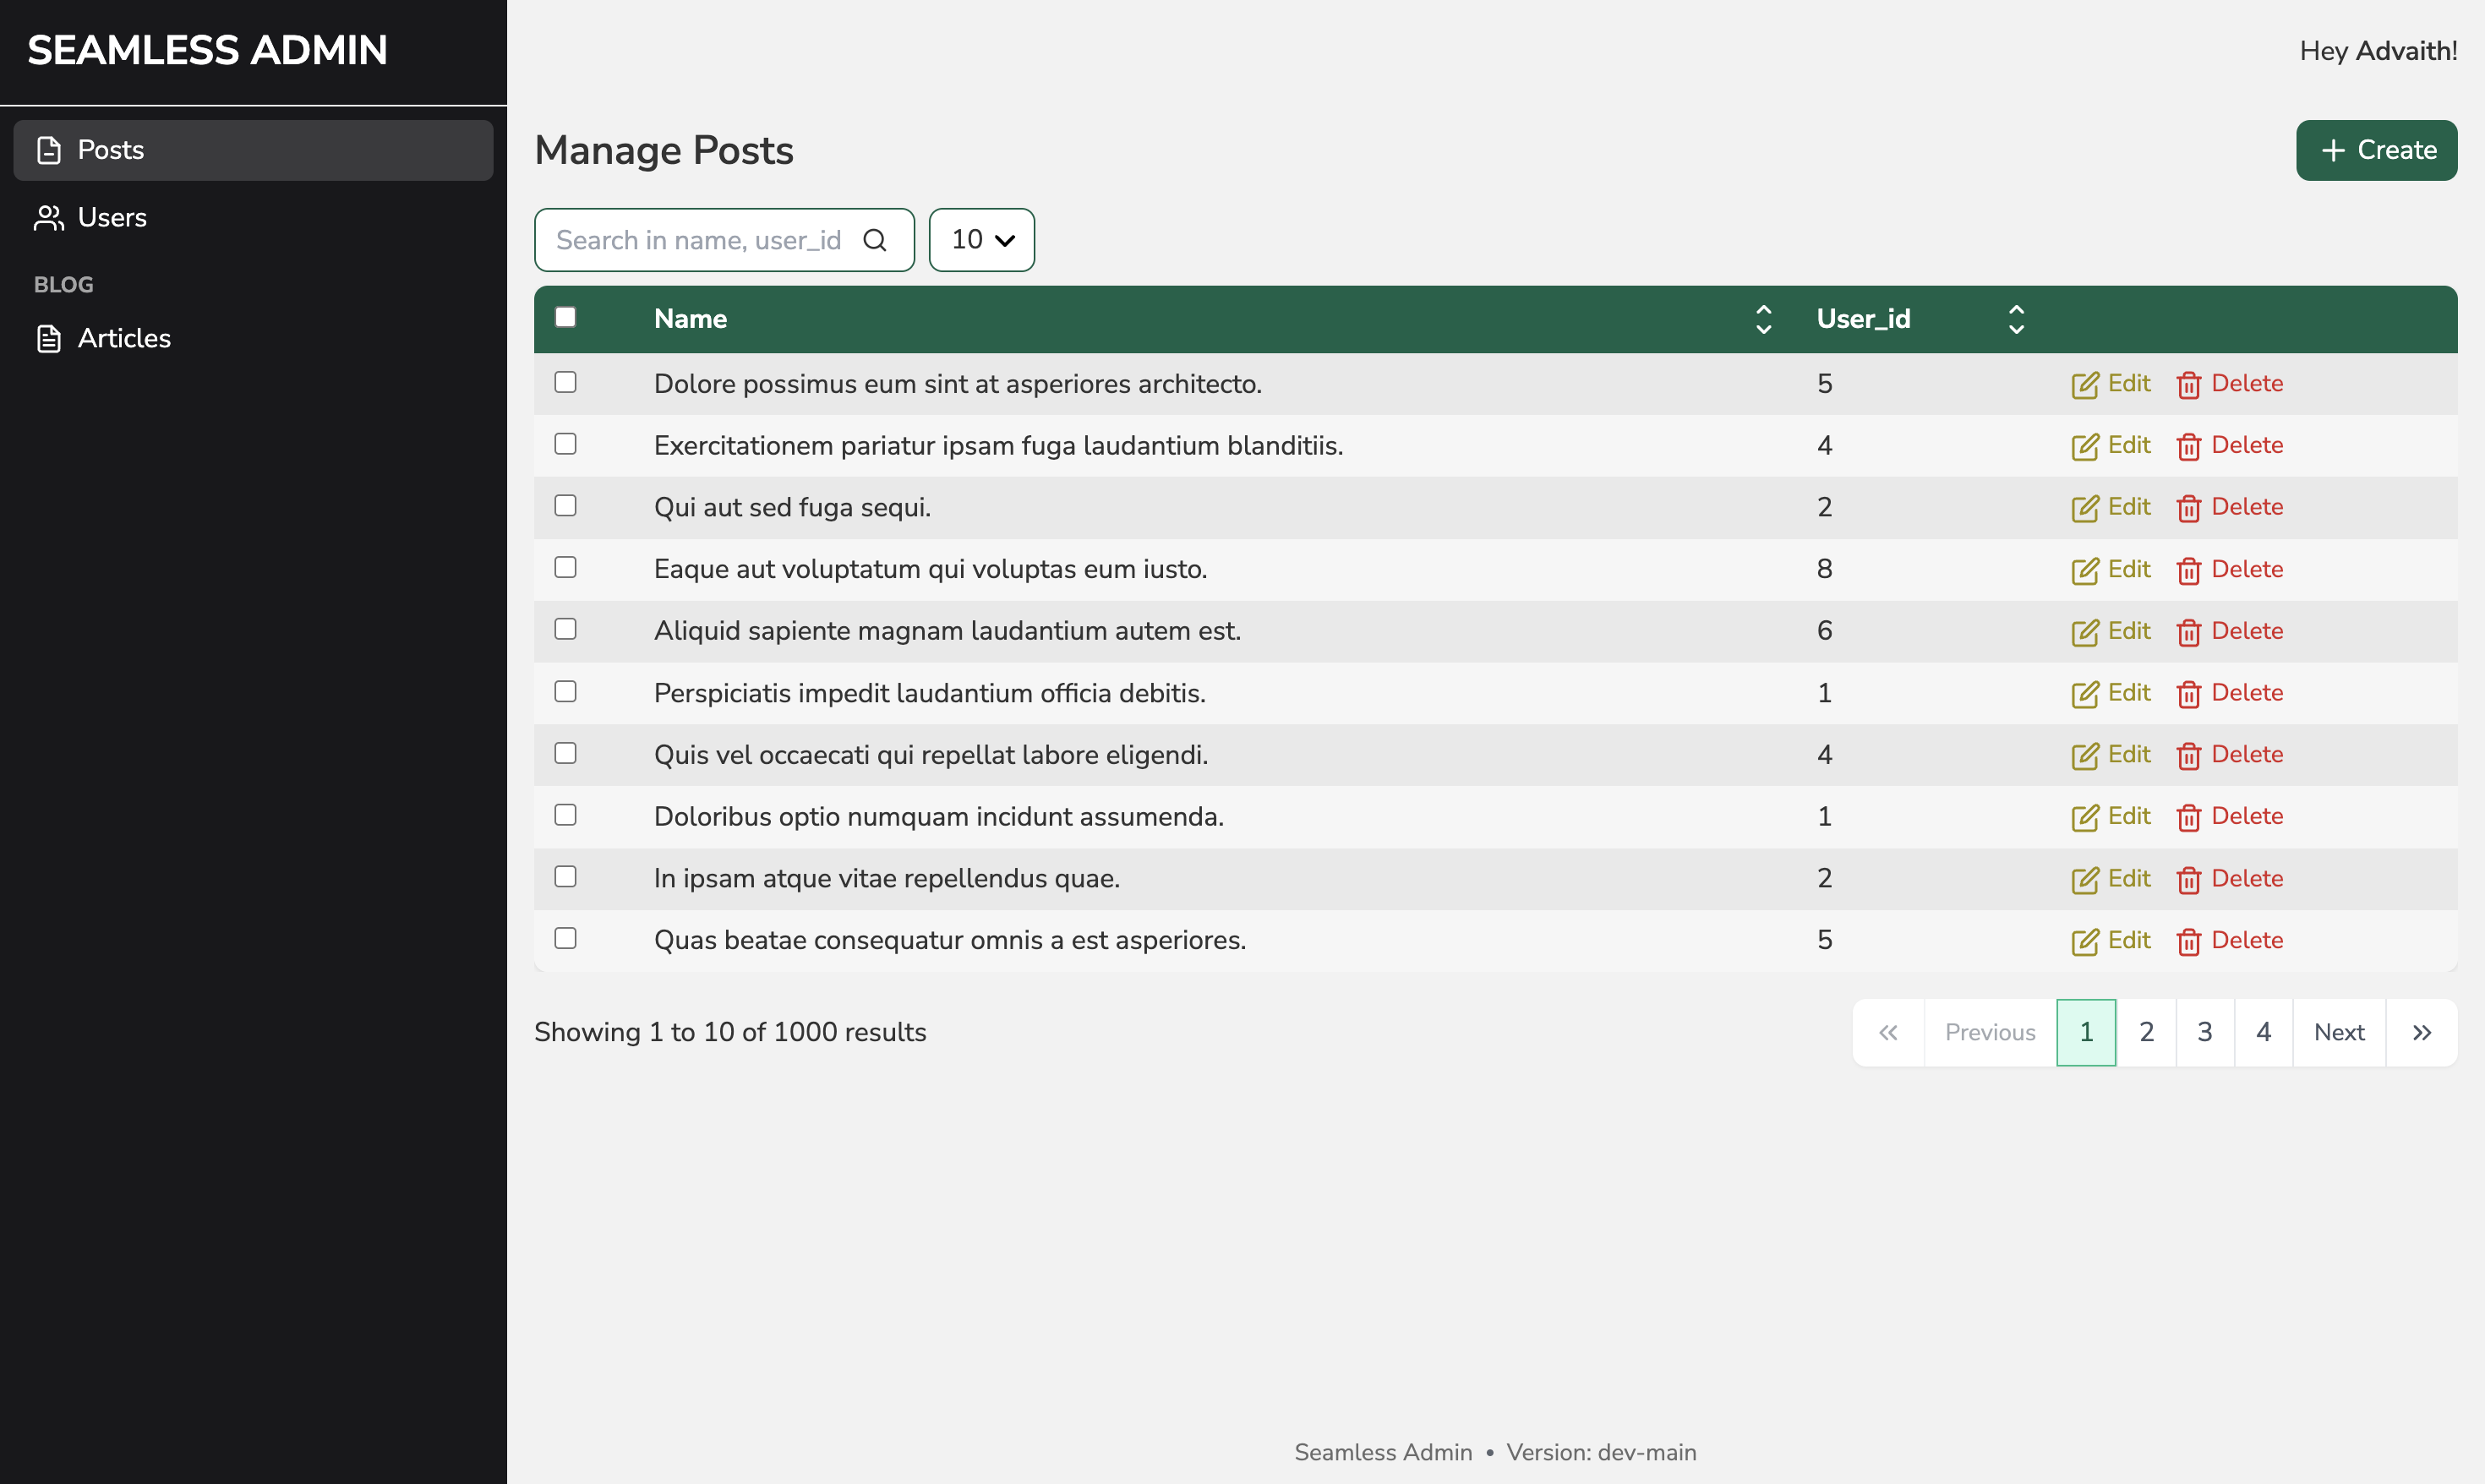 SEAMLESS ADMIN
Hey Advaith!
Posts
Users
BLOG
Articles
Manage Posts
Create
Search in name, user_id
10
Name User_id
Dolore possimus eum sint at asperiores architecto. 5 Edit Delete
Exercitationem pariatur ipsam fuga laudantium blanditiis. 4 Edit Delete
Qui aut sed fuga sequi. 2 Edit Delete
Eaque aut voluptatum qui voluptas eum iusto. 8 Edit Delete
Aliquid sapiente magnam laudantium autem est. 6 Edit Delete
Perspiciatis impedit laudantium officia debitis. 1 Edit Delete
Quis vel occaecati qui repellat labore eligendi. 4 Edit Delete
Doloribus optio numquam incidunt assumenda. 1 Edit Delete
In ipsam atque vitae repellendus quae. 2 Edit Delete
Quas beatae consequatur omnis a est asperiores. 5 Edit Delete
Showing 1 to 10 of 1000 results
« Previous 1 2 3 4 Next »
Seamless Admin • Version: dev-main